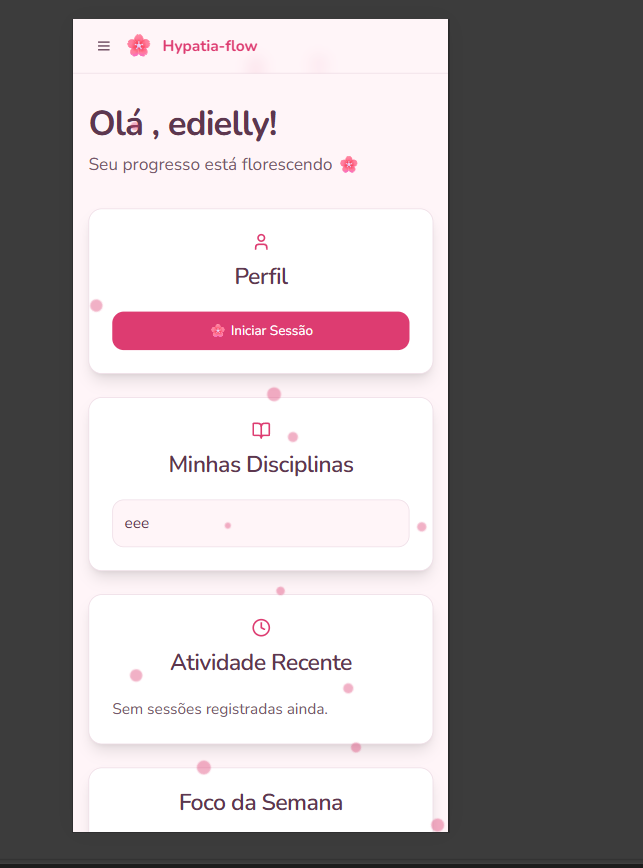 Hypatia-flow
Olá , edielly!
Seu progresso está florescendo 🌸
Perfil
🌸 Iniciar Sessão
Minhas Disciplinas
eee
Atividade Recente
Sem sessões registradas ainda.
Foco da Semana